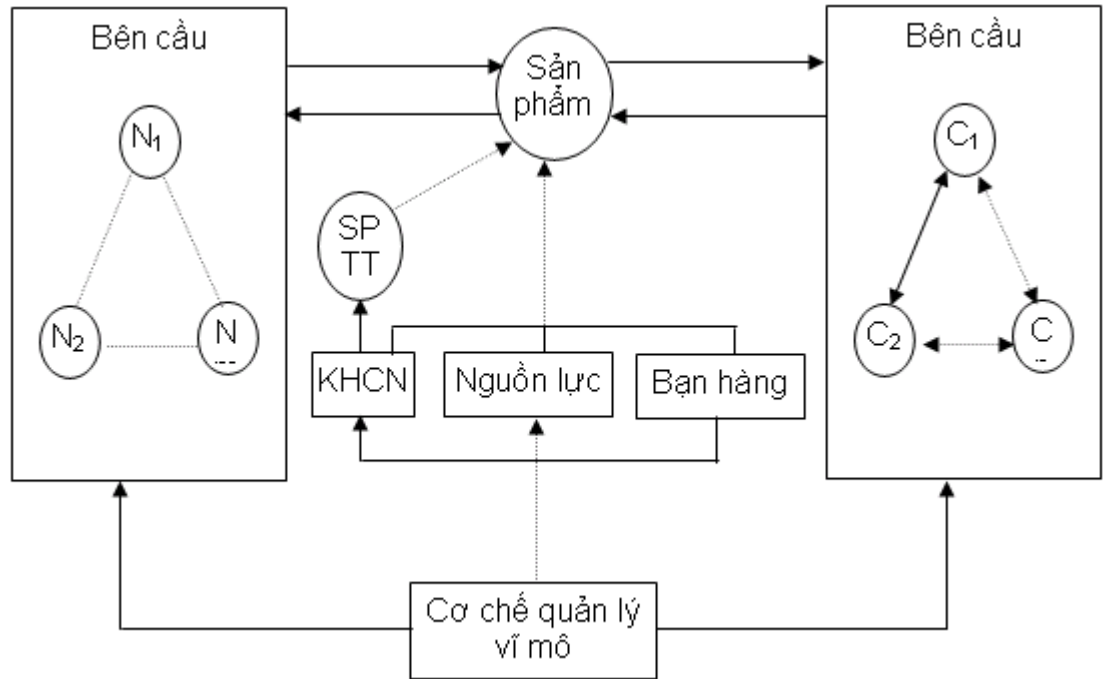 Bên cầu
N₁
N₂
N
...
Sản
phẩm
SP
TT
KHCN
Nguồn lực
Bạn hàng
Bên cầu
C₁
C₂
C
..
Cơ chế quản lý
vĩ mô